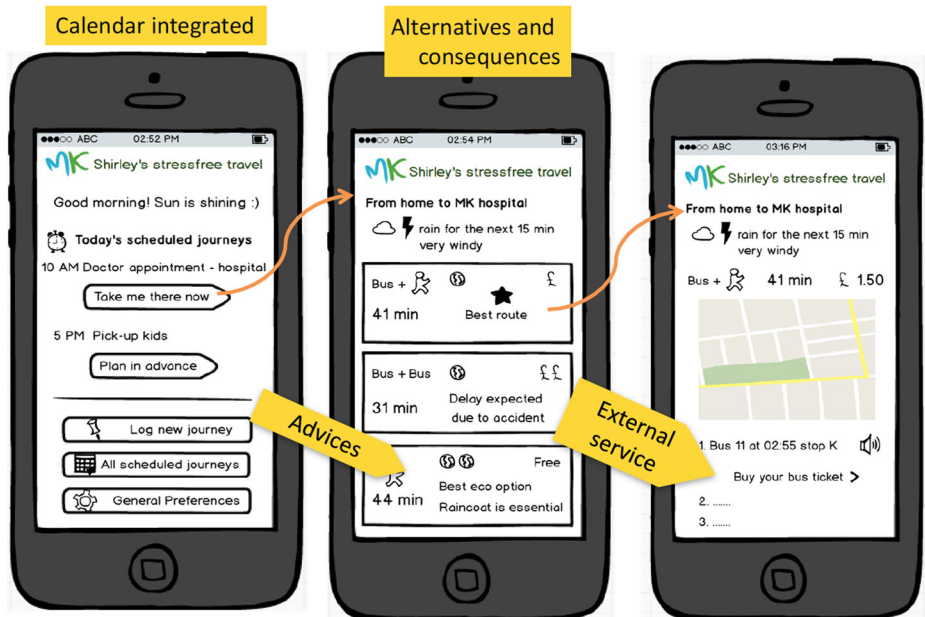 Calendar integrated
Alternatives and
consequences
ABC 02:52 PM
MK Shirley's stressfree travel
Good morning! Sun is shining :)
Today's scheduled journeys
10 AM Doctor appointment - hospital
Take me there now
5 PM Pick-up kids
Plan in advance
Log new journey
All scheduled journeys
General Preferences
ABC 02:54 PM
MK Shirley's stressfree travel
From home to MK hospital
rain for the next 15 min
very windy
Bus + £
41 min Best route
Bus + Bus ££
31 min Delay expected
due to accident
Advices
Free
44 min Best eco option
Raincoat is essential
ABC 03:16 PM
MK Shirley's stressfree travel
From home to MK hospital
rain for the next 15 min
very windy
Bus + 41 min £ 1.50
External
service
1. Bus 11 at 02:55 stop K
Buy your bus ticket >
2. .......
3. .......